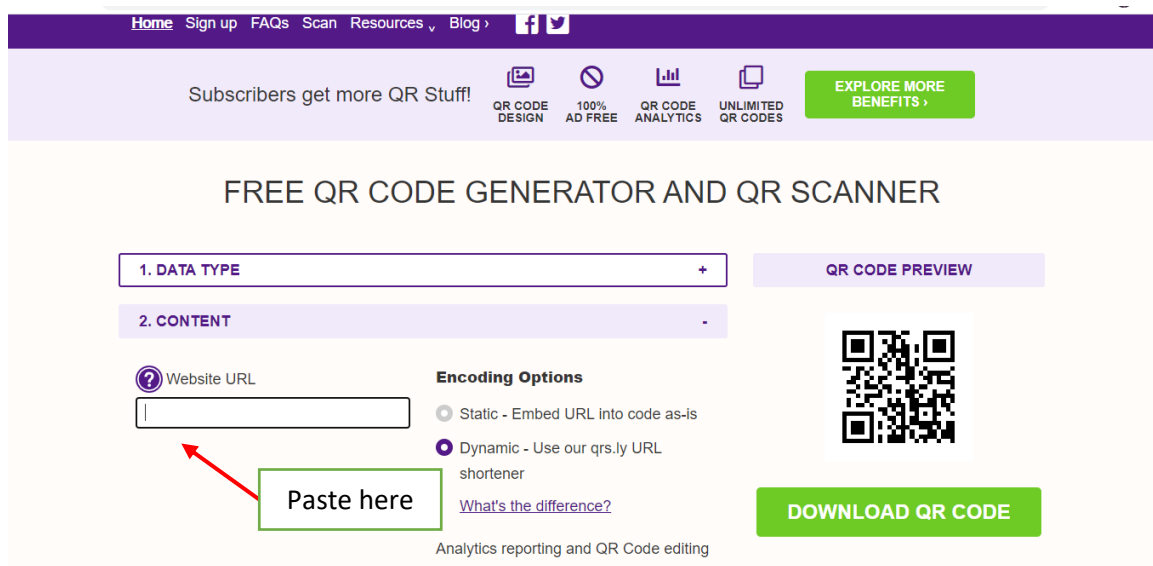 Home Sign up FAQs Scan Resources Blog ›
Subscribers get more QR Stuff!
QR CODE
DESIGN
100%
AD FREE
QR CODE
ANALYTICS
UNLIMITED
QR CODES
EXPLORE MORE
BENEFITS ›
FREE QR CODE GENERATOR AND QR SCANNER
1. DATA TYPE +
QR CODE PREVIEW
2. CONTENT -
? Website URL
Encoding Options
Static - Embed URL into code as-is
Dynamic - Use our qrs.ly URL
shortener
What's the difference?
Paste here
DOWNLOAD QR CODE
Analytics reporting and QR Code editing